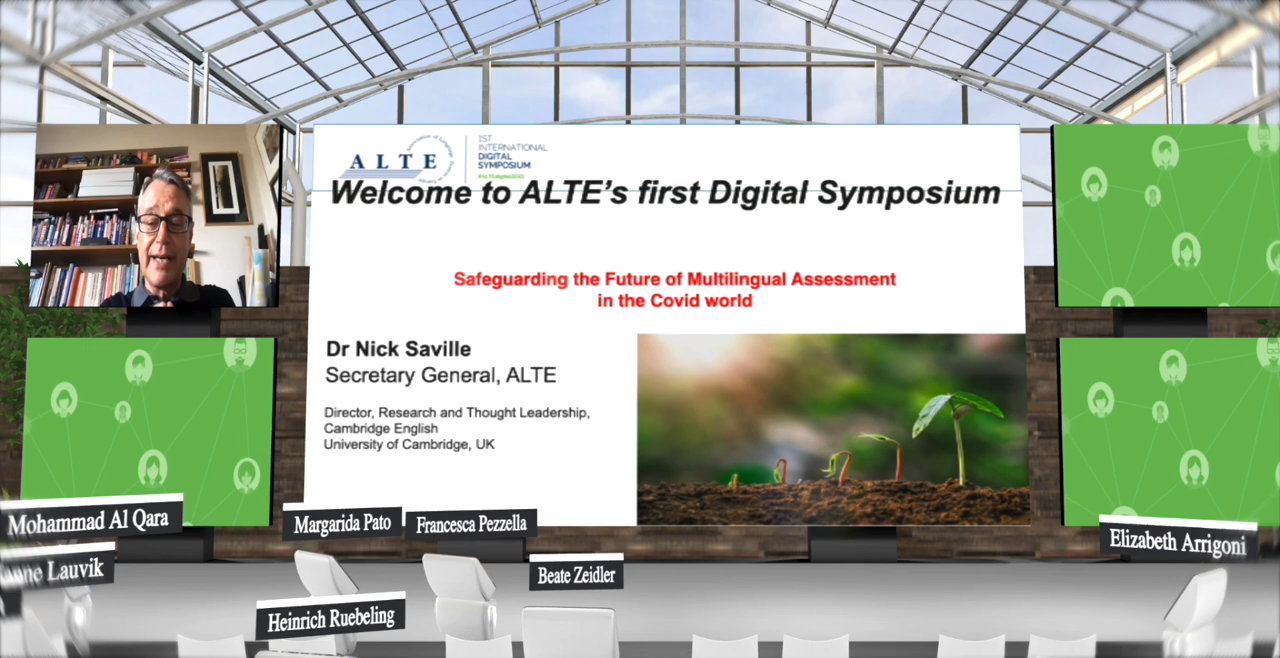 ALTE
1ST
INTERNATIONAL
DIGITAL
SYMPOSIUM
Welcome to ALTE's first Digital Symposium
Safeguarding the Future of Multilingual Assessment
in the Covid world
Dr Nick Saville
Secretary General, ALTE
Director, Research and Thought Leadership,
Cambridge English
University of Cambridge, UK
Mohammad Al Qara
Margarida Pato
Francesca Pezzella
Elizabeth Arrigoni
Lauvik
Beate Zeidler
Heinrich Ruebeling